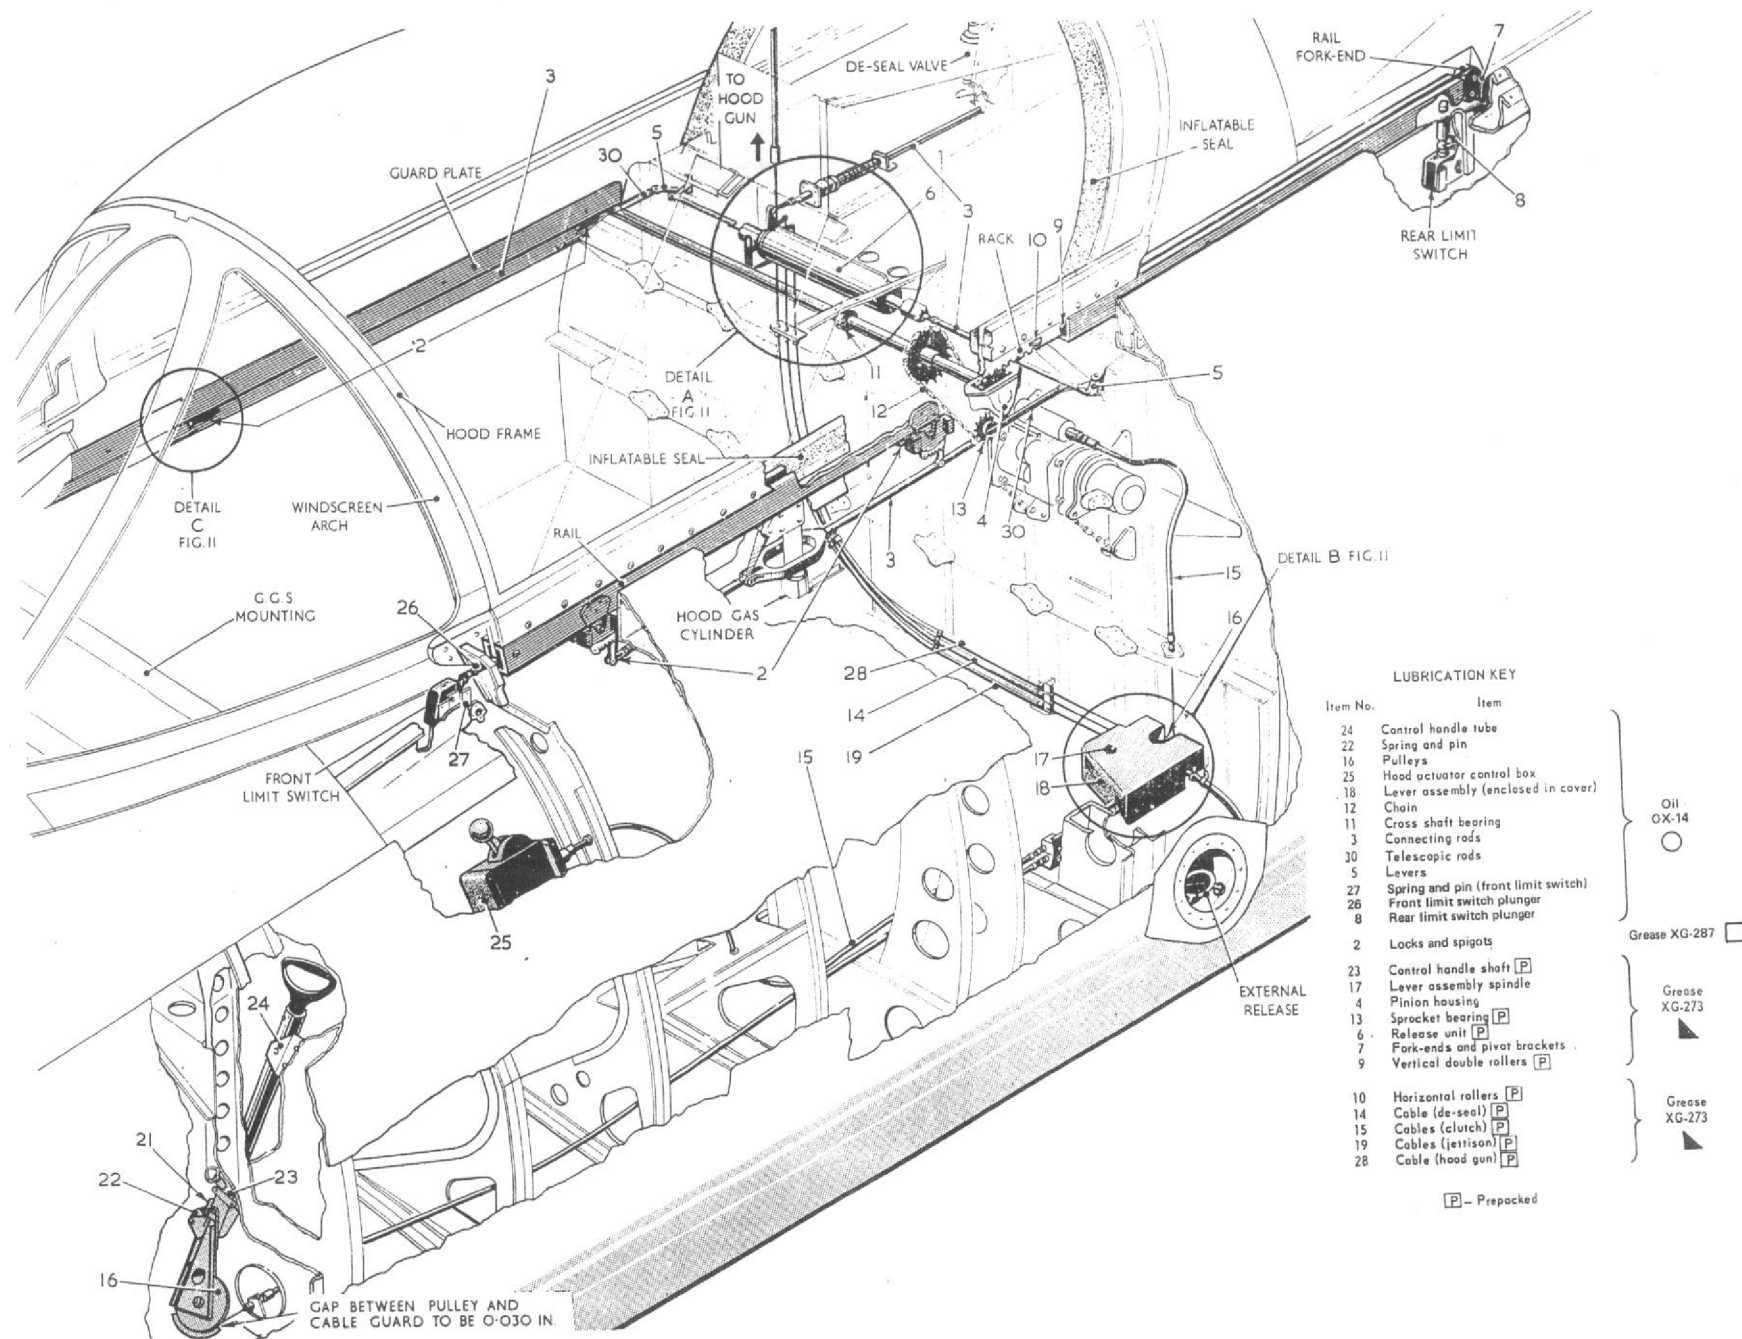 RAIL
FORK-END
7
3
DE-SEAL VALVE
TO
HOOD
GUN
INFLATABLE
SEAL
5
30
1
GUARD PLATE
6
8
3
RACK
10
9
REAR LIMIT
SWITCH
2
DETAIL
A
FIG.11
11
5
12
HOOD FRAME
INFLATABLE SEAL
DETAIL
C
FIG.11
WINDSCREEN
ARCH
13
4
30
RAIL
3
DETAIL B FIG.11
15
G.G.S
MOUNTING
26
HOOD GAS
CYLINDER
16
2
28
14
19
27
15
17
18
FRONT
LIMIT SWITCH
25
24
EXTERNAL
RELEASE
21
22
23
16
GAP BETWEEN PULLEY AND
CABLE GUARD TO BE 0·030 IN.
LUBRICATION KEY
Item No. Item
24 Control handle tube
22 Spring and pin
16 Pulleys
25 Hood actuator control box
18 Lever assembly (enclosed in cover)
12 Chain
11 Cross shaft bearing
3 Connecting rods
30 Telescopic rods
5 Levers
27 Spring and pin (front limit switch)
26 Front limit switch plunger
8 Rear limit switch plunger
Oil
OX-14
2 Locks and spigots
Grease XG-287
23 Control handle shaft P
17 Lever assembly spindle
4 Pinion housing
13 Sprocket bearing P
6 Release unit P
7 Fork-ends and pivot brackets
9 Vertical double rollers P
Grease
XG-273
10 Horizontal rollers P
14 Cable (de-seal) P
15 Cables (clutch) P
19 Cables (jettison) P
28 Cable (hood gun) P
Grease
XG-273
P – Prepacked